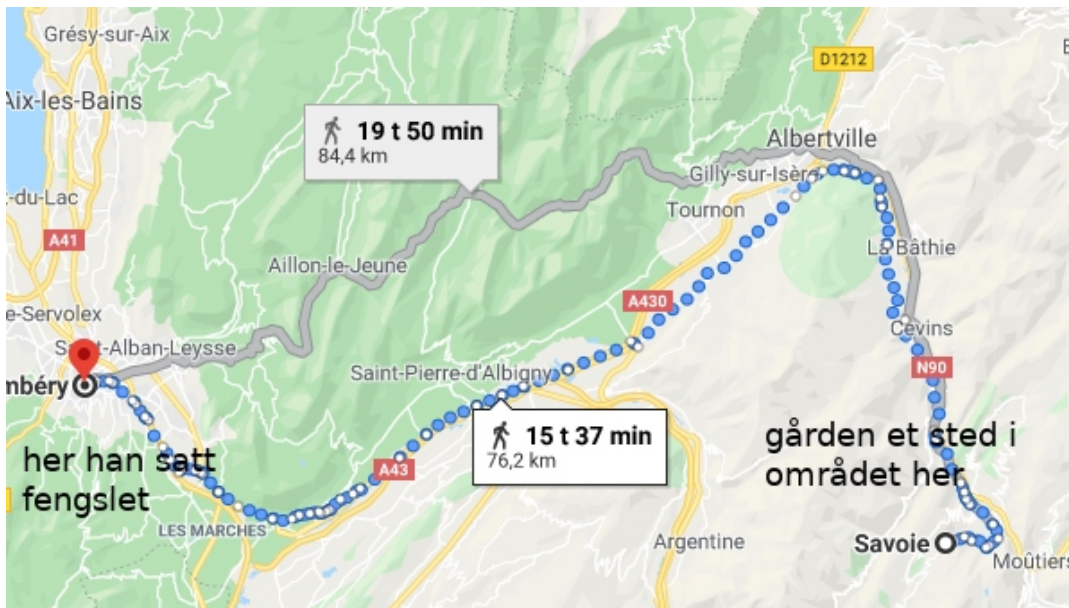 Grésy-sur-Aix
D1212
Aix-les-Bains
19 t 50 min
84,4 km
Albertville
Gilly-sur-Isère
-du-Lac
Tournon
A41
La Bâthie
Aillon-le-Jeune
A430
e-Servolex
Cevins
Saint-Alban-Leysse
N90
mbéry
Saint-Pierre-d'Albigny
15 t 37 min
76,2 km
gården et sted i
området her
her han satt
fengslet
A43
LES MARCHES
Argentine
Savoie
Moûtiers